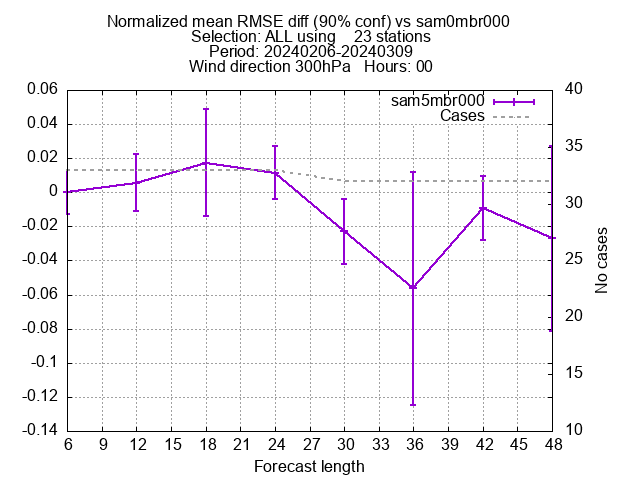 Normalized mean RMSE diff (90% conf) vs sam0mbr000
Selection: ALL using    23 stations
Period: 20240206-20240309
Wind direction 300hPa   Hours: 00
sam5mbr000
Cases
0.06
0.04
0.02
0
-0.02
-0.04
-0.06
-0.08
-0.1
-0.12
-0.14
40
35
30
25
20
15
10
No cases
6 9 12 15 18 21 24 27 30 33 36 39 42 45 48
Forecast length